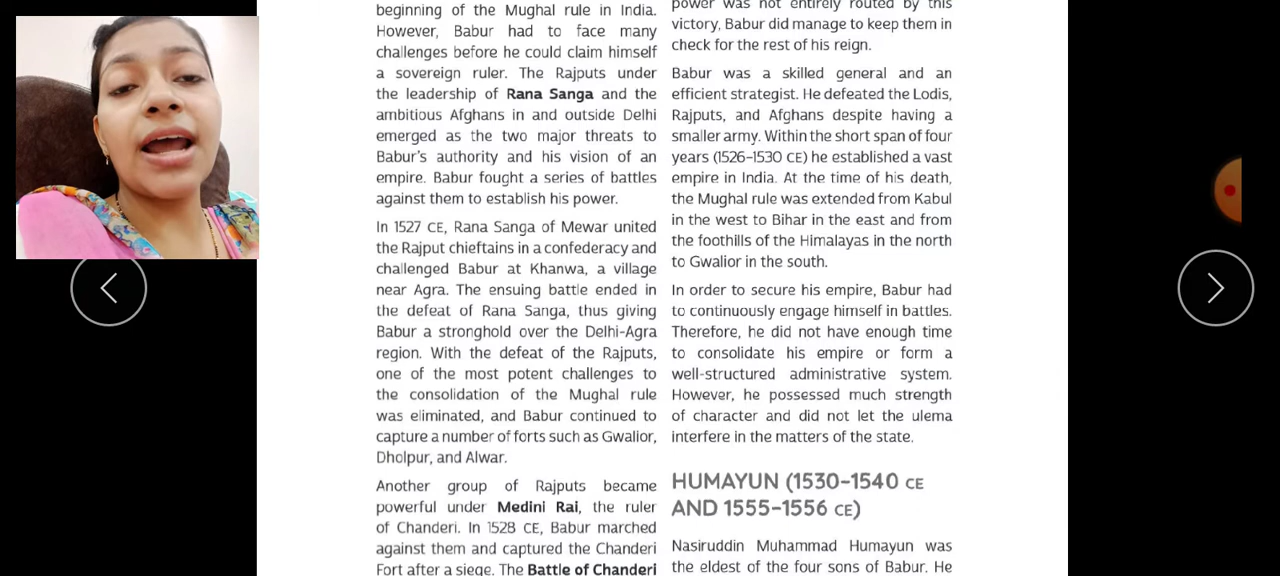 beginning of the Mughal rule in India.
However, Babur had to face many
challenges before he could claim himself
a sovereign ruler. The Rajputs under
the leadership of Rana Sanga and the
ambitious Afghans in and outside Delhi
emerged as the two major threats to
Babur's authority and his vision of an
empire. Babur fought a series of battles
against them to establish his power.
In 1527 CE, Rana Sanga of Mewar united
the Rajput chieftains in a confederacy and
challenged Babur at Khanwa, a village
near Agra. The ensuing battle ended in
the defeat of Rana Sanga, thus giving
Babur a stronghold over the Delhi-Agra
region. With the defeat of the Rajputs,
one of the most potent challenges to
the consolidation of the Mughal rule
was eliminated, and Babur continued to
capture a number of forts such as Gwalior,
Dholpur, and Alwar.
Another group of Rajputs became
powerful under Medini Rai, the ruler
of Chanderi. In 1528 CE, Babur marched
against them and captured the Chanderi
Fort after a siege. The Battle of Chanderi
power was not entirely routed by this
victory, Babur did manage to keep them in
check for the rest of his reign.
Babur was a skilled general and an
efficient strategist. He defeated the Lodis,
Rajputs, and Afghans despite having a
smaller army. Within the short span of four
years (1526–1530 CE) he established a vast
empire in India. At the time of his death,
the Mughal rule was extended from Kabul
in the west to Bihar in the east and from
the foothills of the Himalayas in the north
to Gwalior in the south.
In order to secure his empire, Babur had
to continuously engage himself in battles.
Therefore, he did not have enough time
to consolidate his empire or form a
well-structured administrative system.
However, he possessed much strength
of character and did not let the ulema
interfere in the matters of the state.
HUMAYUN (1530–1540 CE
AND 1555–1556 CE)
Nasiruddin Muhammad Humayun was
the eldest of the four sons of Babur. He